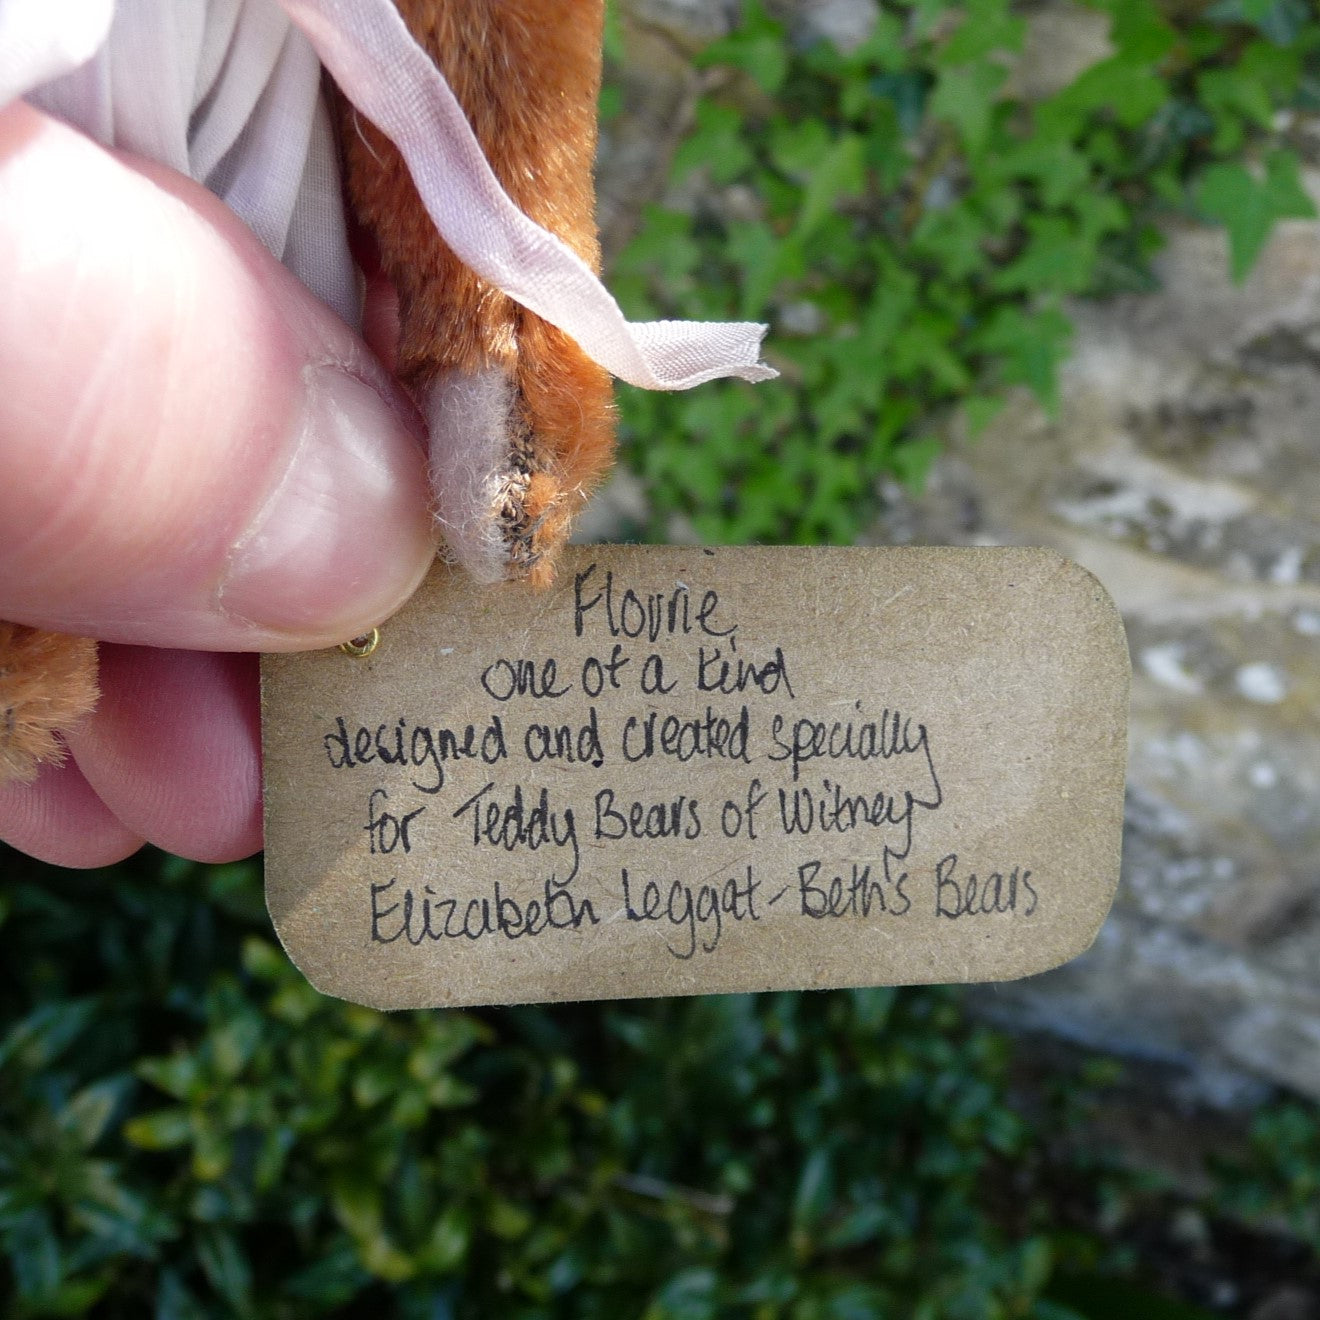 Florrie,
one of a kind
designed and created specially
for Teddy Bears of Witney
Elizabeth Leggat - Beth's Bears